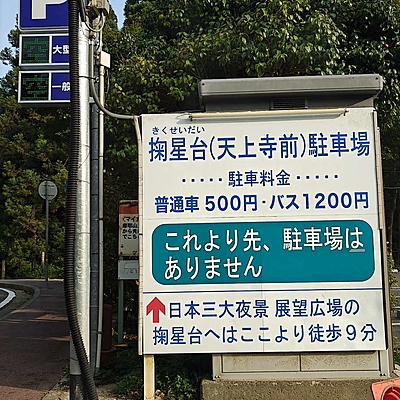 P
大型
一般
きくせいだい
掬星台(天上寺前)駐車場
・・・・・駐車料金・・・・・
普通車500円・バス1200円
これより先、駐車場は
ありません
↑日本三大夜景 展望広場の
掬星台へはここより徒歩9分